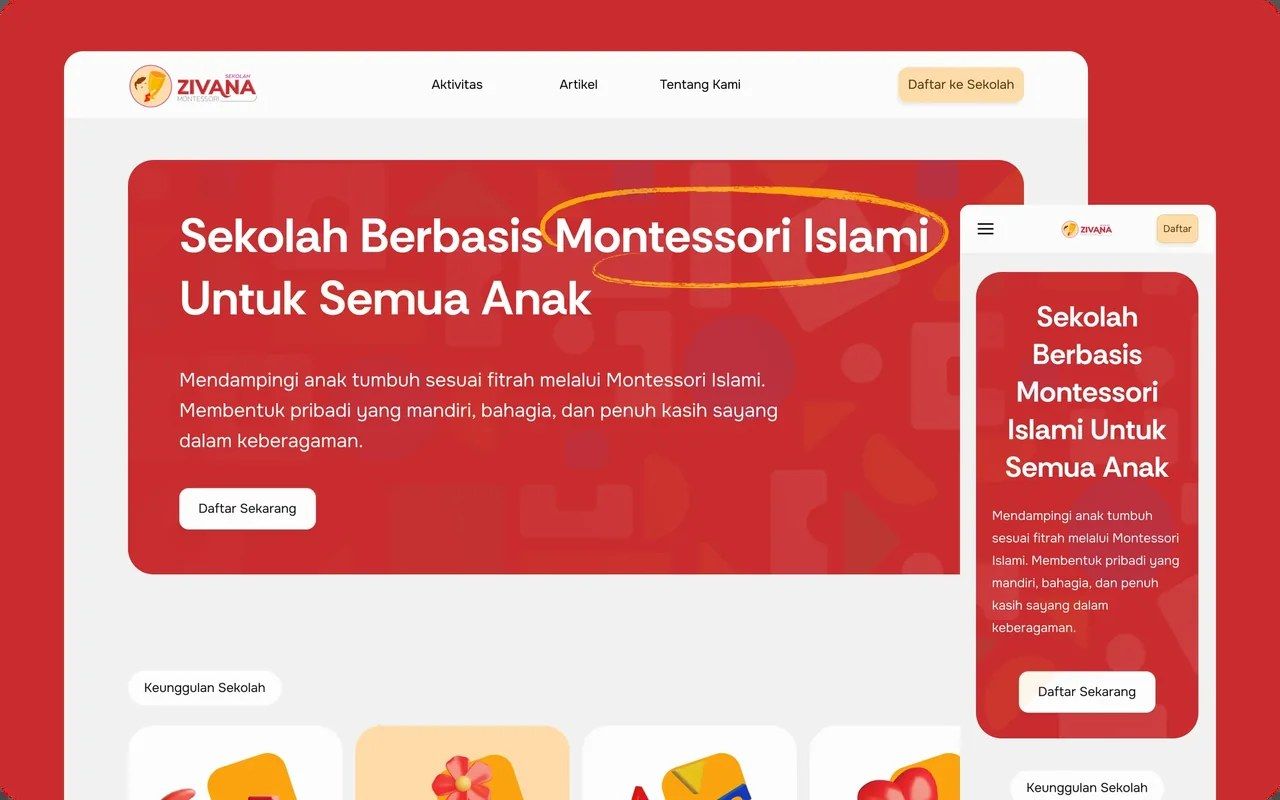 SEKOLAH
ZIVANA
MONTESSORI
Aktivitas
Artikel
Tentang Kami
Daftar ke Sekolah
Sekolah Berbasis Montessori Islami
Untuk Semua Anak
Mendampingi anak tumbuh sesuai fitrah melalui Montessori Islami.
Membentuk pribadi yang mandiri, bahagia, dan penuh kasih sayang
dalam keberagaman.
Daftar Sekarang
Keunggulan Sekolah
ZIVANA
Daftar
Sekolah
Berbasis
Montessori
Islami Untuk
Semua Anak
Mendampingi anak tumbuh
sesuai fitrah melalui Montessori
Islami. Membentuk pribadi yang
mandiri, bahagia, dan penuh
kasih sayang dalam
keberagaman.
Daftar Sekarang
Keunggulan Sekolah